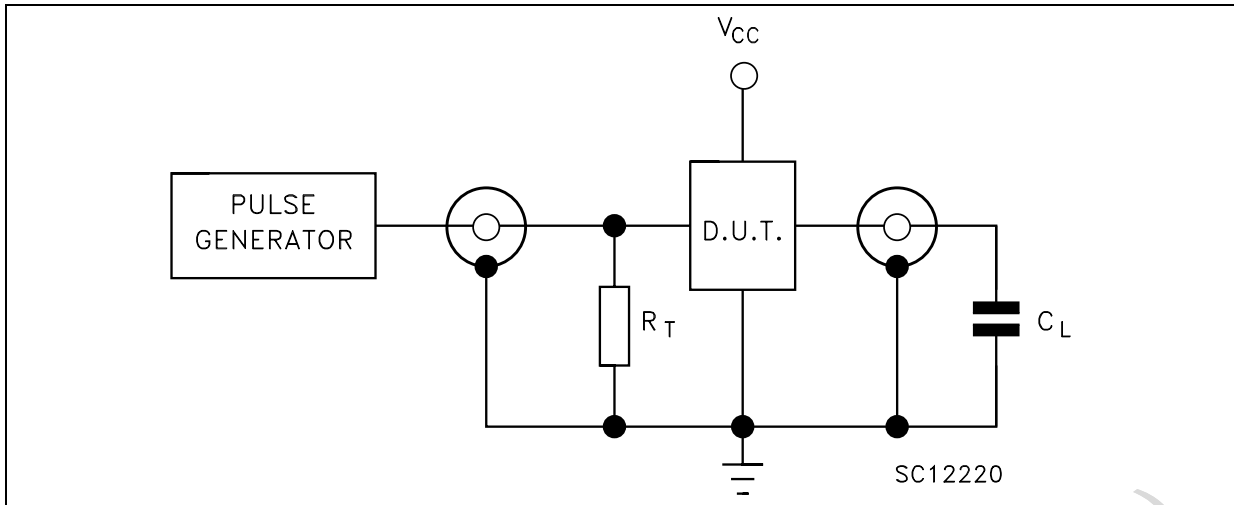 VCC
PULSE
GENERATOR
D.U.T.
RT
CL
SC12220